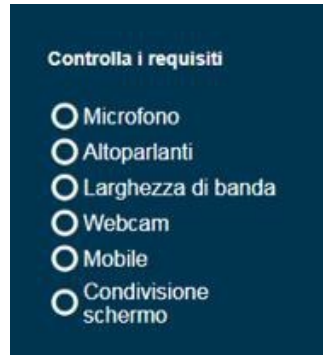 Controlla i requisiti
Microfono
Altoparlanti
Larghezza di banda
Webcam
Mobile
Condivisione
schermo